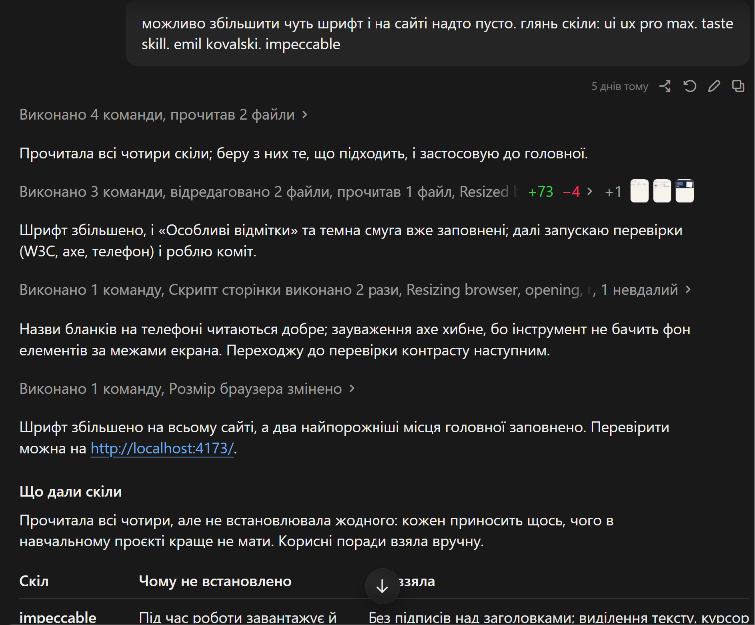 можливо збільшити чуть шрифт і на сайті надто пусто. глянь скіли: ui ux pro max. taste
skill. emil kovalski. impeccable
5 днів тому
Виконано 4 команди, прочитав 2 файли >
Прочитала всі чотири скіли; беру з них те, що підходить, і застосовую до головної.
Виконано 3 команди, відредаговано 2 файли, прочитав 1 файл, Resized +73 −4 > +1
Шрифт збільшено, і «Особливі відмітки» та темна смуга вже заповнені; далі запускаю перевірки
(W3C, axe, телефон) і роблю коміт.
Виконано 1 команду, Скрипт сторінки виконано 2 рази, Resizing browser, opening, , 1 невдалий >
Назви бланків на телефоні читаються добре; зауваження axe хибне, бо інструмент не бачить фон
елементів за межами екрана. Переходжу до перевірки контрасту наступним.
Виконано 1 команду, Розмір браузера змінено >
Шрифт збільшено на всьому сайті, а два найпорожніші місця головної заповнено. Перевірити
можна на http://localhost:4173/.
Що дали скіли
Прочитала всі чотири, але не встановлювала жодного: кожен приносить щось, чого в
навчальному проєкті краще не мати. Корисні поради взяла вручну.
Скіл Чому не встановлено взяла
impeccable Під час роботи завантажує й Без підписів над заголовками; виділення тексту, курсор